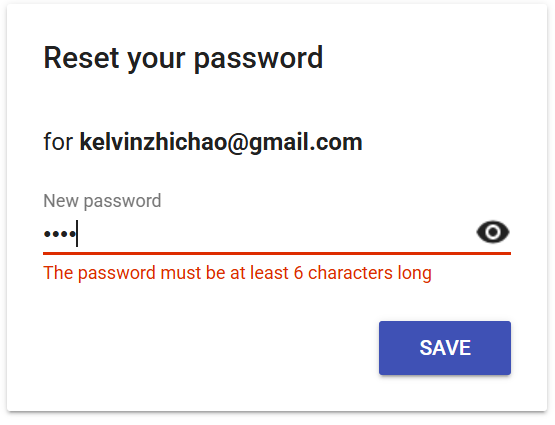 Reset your password
for kelvinzhichao@gmail.com
New password
••••
The password must be at least 6 characters long
SAVE